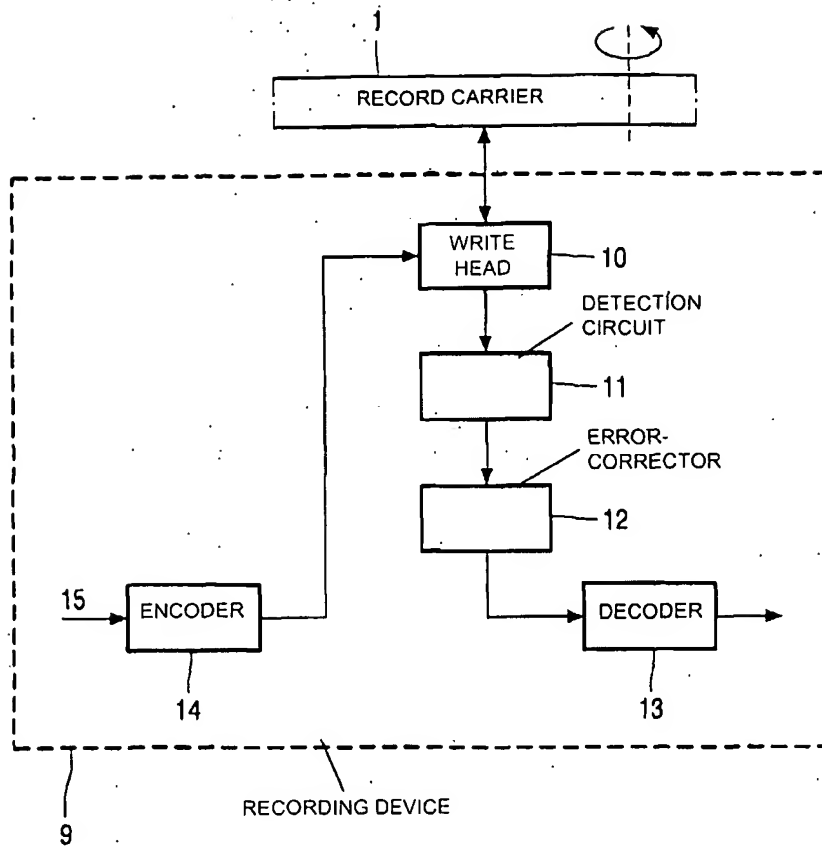 1
RECORD CARRIER
WRITE
HEAD
10
DETECTION
CIRCUIT
11
ERROR-
CORRECTOR
12
15
ENCODER
DECODER
14
13
RECORDING DEVICE
9